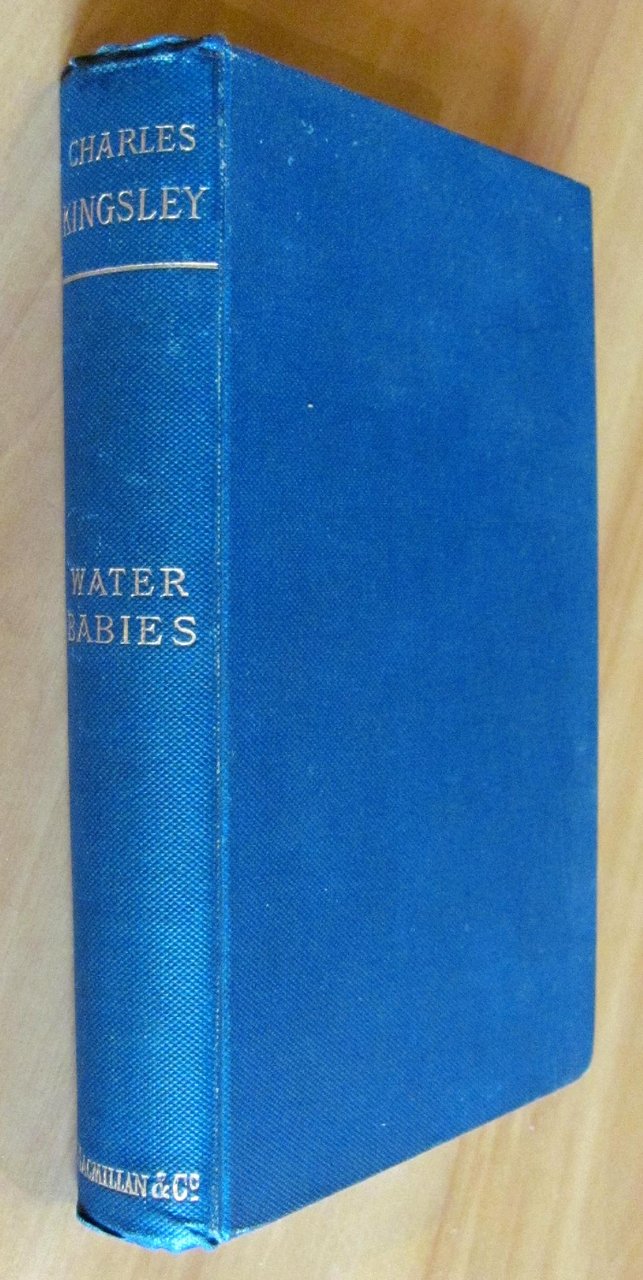 CHARLES
KINGSLEY
WATER
BABIES
MACMILLAN & Co